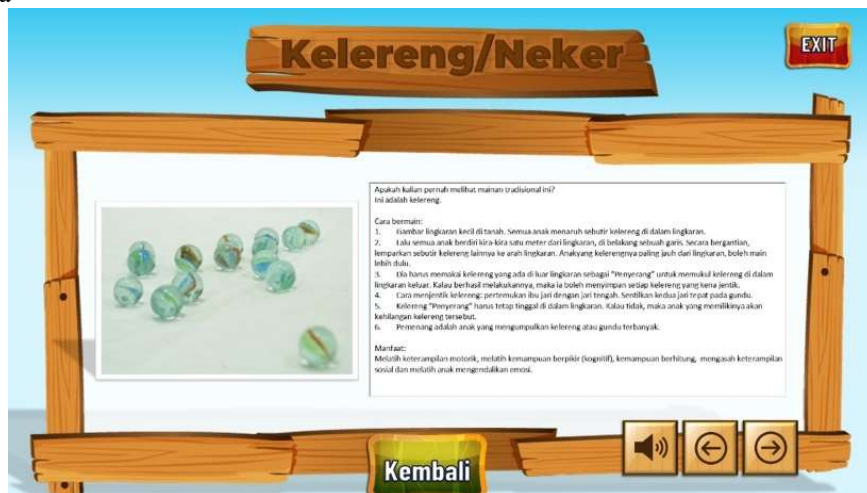 a
Kelereng/Neker
EXIT
Apakah kalian pernah melihat mainan tradisional ini?
Ini adalah kelereng.
Cara bermain:
1. Gambar lingkaran kecil di tanah. Semua anak menaruh sebutir kelereng di dalam lingkaran.
2. Lalu semua anak berdiri kira-kira satu meter dari lingkaran, di belakang sebuah garis. Secara bergantian,
lemparkan sebutir kelereng lainnya ke arah lingkaran. Anakyang kelerengnya paling jauh dari lingkaran, boleh main
lebih dulu.
3. Dia harus memakai kelereng yang ada di luar lingkaran sebagai "Penyerang" untuk memukul kelereng di dalam
lingkaran keluar. Kalau berhasil melakukannya, maka ia boleh menyimpan setiap kelereng yang kena jentik.
4. Cara menjentik kelereng: pertemukan ibu jari dengan jari tengah. Sentilkan kedua jari tepat pada gundu.
5. Kelereng "Penyerang" harus tetap tinggal di dalam lingkaran. Kalau tidak, maka anak yang memilikinya akan
kehilangan kelereng tersebut.
6. Pemenang adalah anak yang mengumpulkan kelereng atau gundu terbanyak.
Manfaat:
Melatih keterampilan motorik, melatih kemampuan berpikir (kognitif), kemampuan berhitung, mengasah keterampilan
sosial dan melatih anak mengendalikan emosi.
Kembali